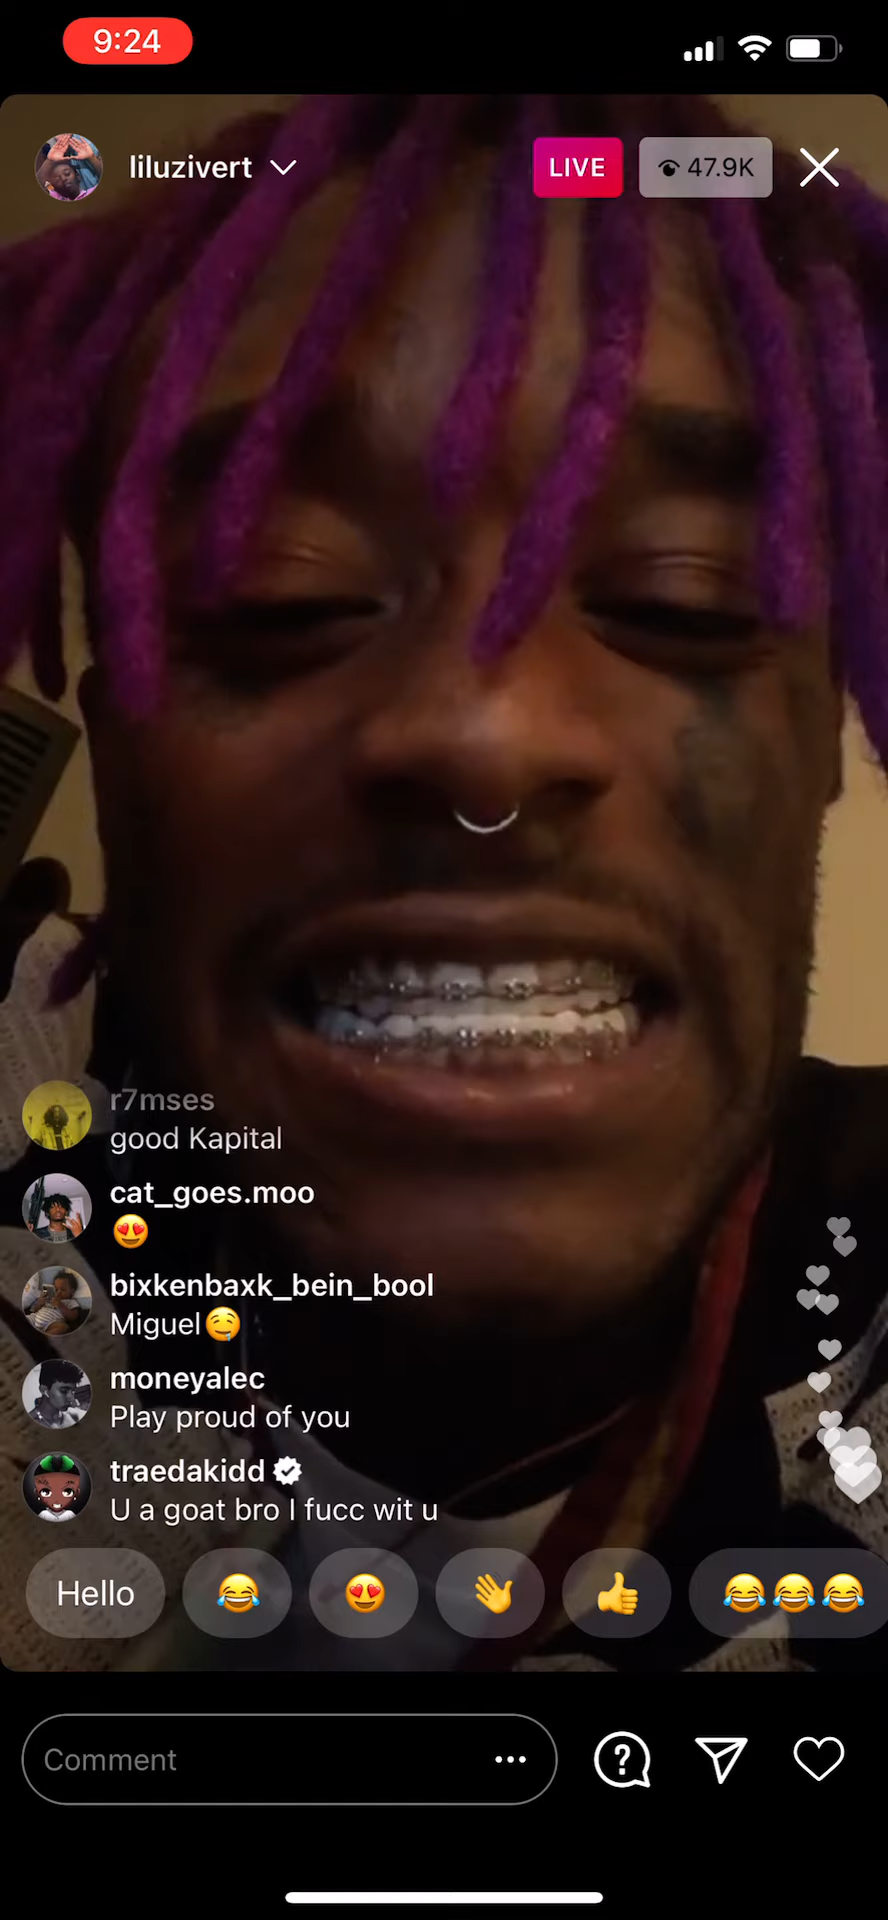 9:24
liluzivert
LIVE
47.9K
r7mses
good Kapital
cat_goes.moo
😍
bixkenbaxk_bein_bool
Miguel🤤
moneyalec
Play proud of you
traedakidd
U a goat bro I fucc wit u
Hello 😂 😍 👋 👍 😂😂😂
Comment